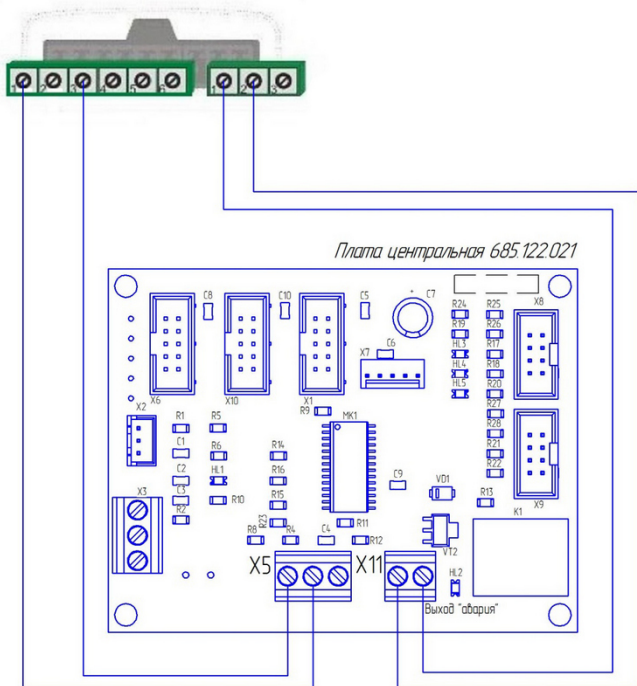 1 2 3 4 5 6 1 2 3
Плата центральная 685.122.021
C8 C10 C5 C7 R24 R25 X8
R19 R26
HL3 R17
C6
X7 HL4 R18
HL5 R20
X6 X10 X1
R9 R27
X2 R1 R5 MK1 R28
C1 R6 R14 R21
C2 HL1 R16 C9 R22
X3 C3 R10 R15 VD1 R13 X9
R2 R23 R11 K1
R8 R4 C4 R12 VT2
X5 X11 HL2
Выход "авария"